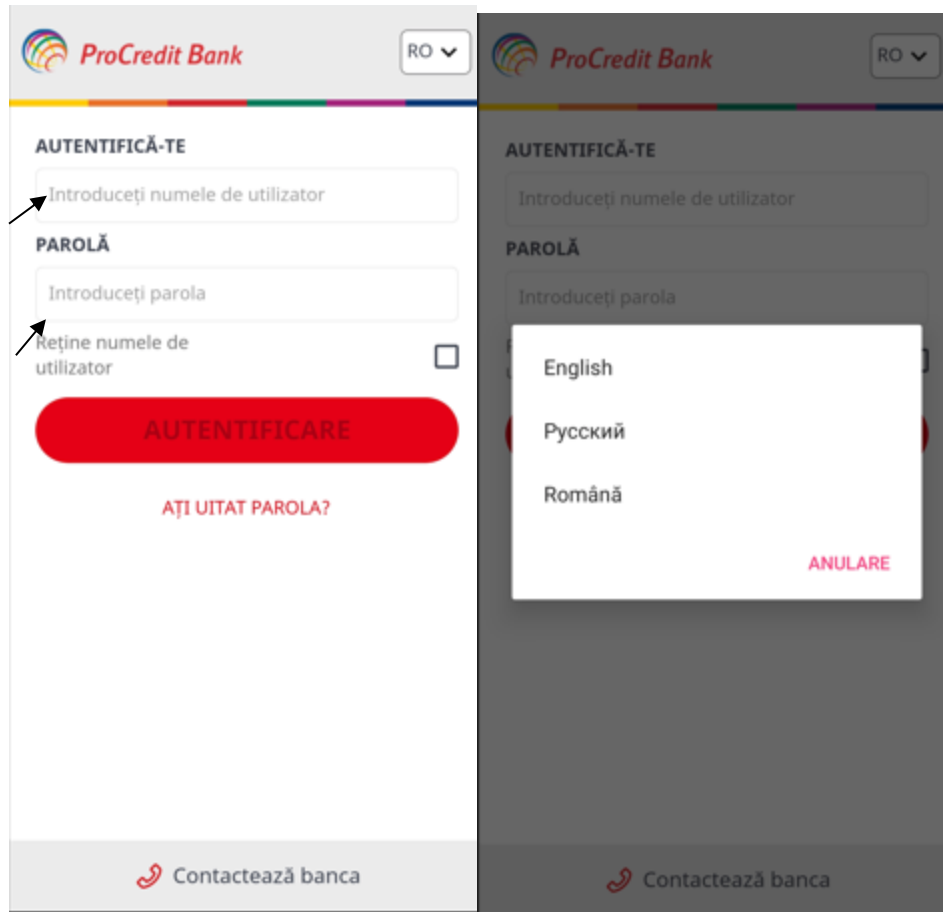 ProCredit Bank
RO
AUTENTIFICĂ-TE
Introduceți numele de utilizator
PAROLĂ
Introduceți parola
Reține numele de
utilizator
AUTENTIFICARE
AȚI UITAT PAROLA?
Contactează banca
ProCredit Bank
RO
AUTENTIFICĂ-TE
Introduceți numele de utilizator
PAROLĂ
Introduceți parola
English
Русский
Română
ANULARE
Contactează banca